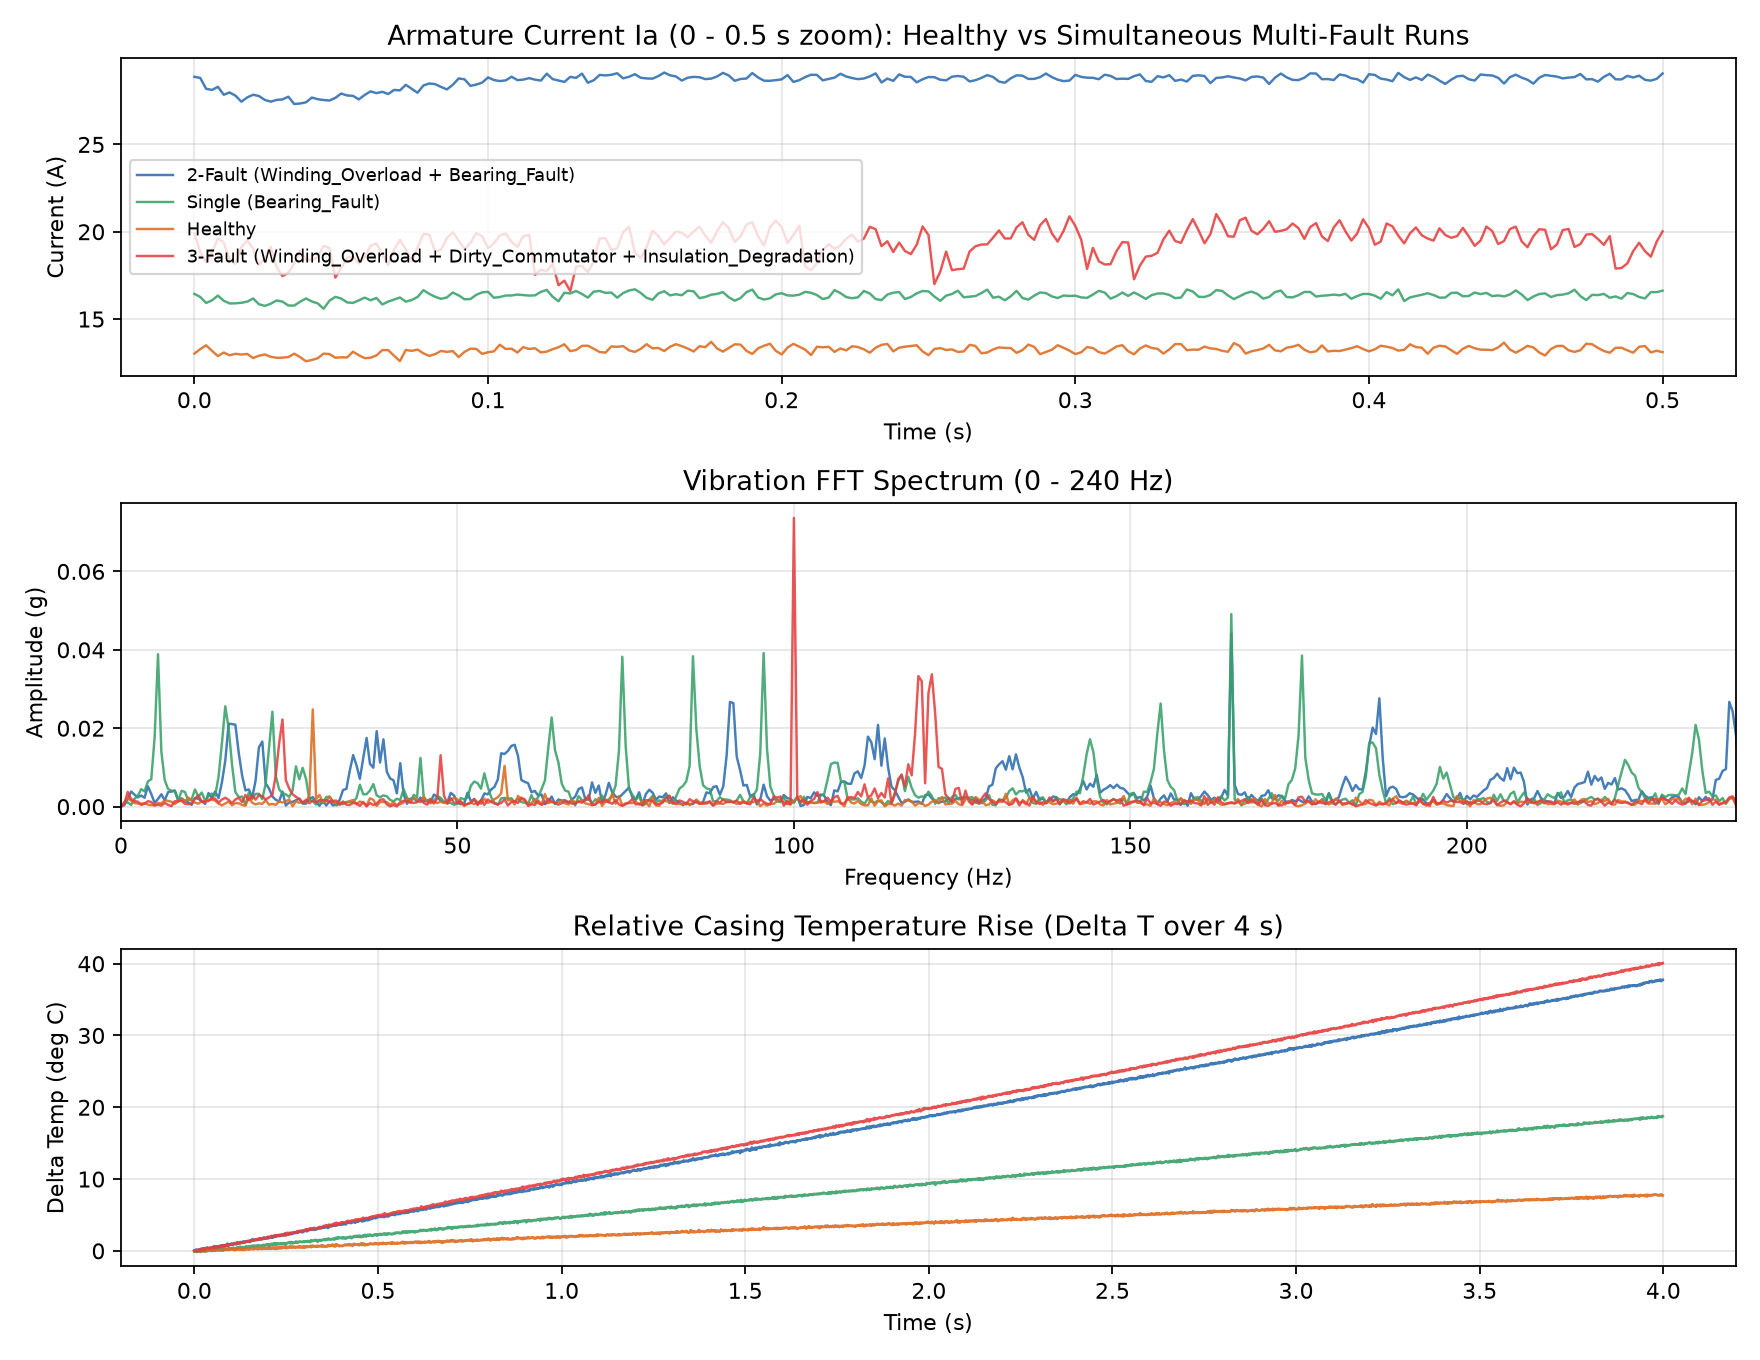 Armature Current Ia (0 - 0.5 s zoom): Healthy vs Simultaneous Multi-Fault Runs
Current (A)
25
20
15
2-Fault (Winding_Overload + Bearing_Fault)
Single (Bearing_Fault)
Healthy
3-Fault (Winding_Overload + Dirty_Commutator + Insulation_Degradation)
0.0 0.1 0.2 0.3 0.4 0.5
Time (s)
Vibration FFT Spectrum (0 - 240 Hz)
Amplitude (g)
0.06
0.04
0.02
0.00
0 50 100 150 200
Frequency (Hz)
Relative Casing Temperature Rise (Delta T over 4 s)
Delta Temp (deg C)
40
30
20
10
0
0.0 0.5 1.0 1.5 2.0 2.5 3.0 3.5 4.0
Time (s)